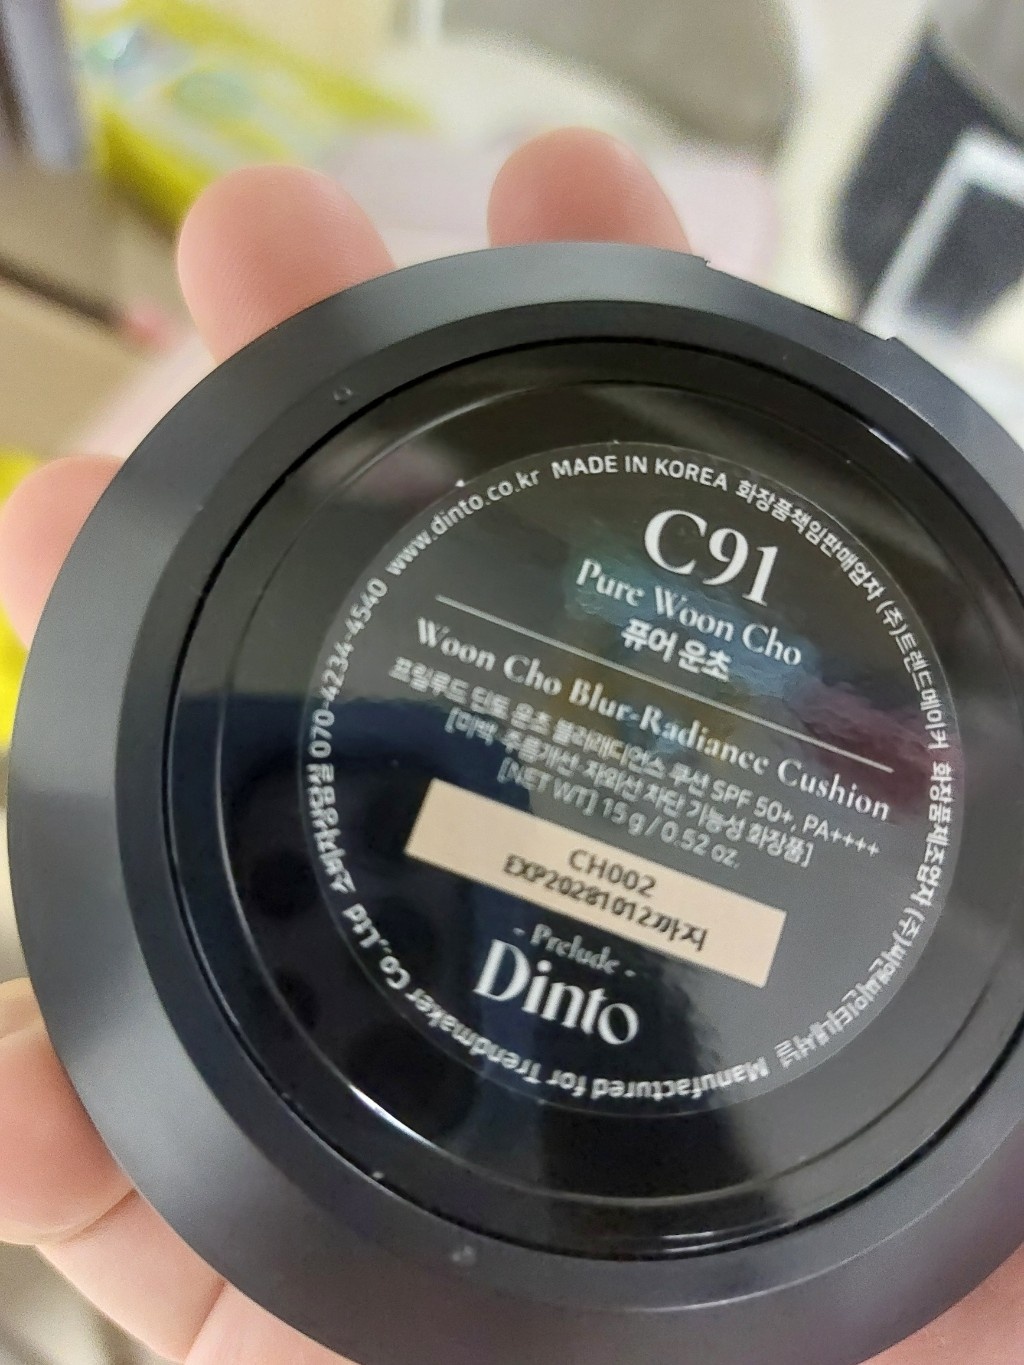 www.dinto.co.kr MADE IN KOREA 화장품책임판매업자 (주)트렌드메이커 화장품제조업자 (주)
Manufactured for Trendmaker Co., Ltd 소비자상담실 070-4234-4540
C91
Pure Woon Cho
퓨어 운초
Woon Cho Blur-Radiance Cushion
프릴루드 딘토 운초 블러래디언스 쿠션 SPF 50+, PA++++
[미백·주름개선·자외선 차단 기능성 화장품]
[NET WT] 15 g / 0.52 oz.
CH002
EXP20281012까지
- Prelude -
Dinto